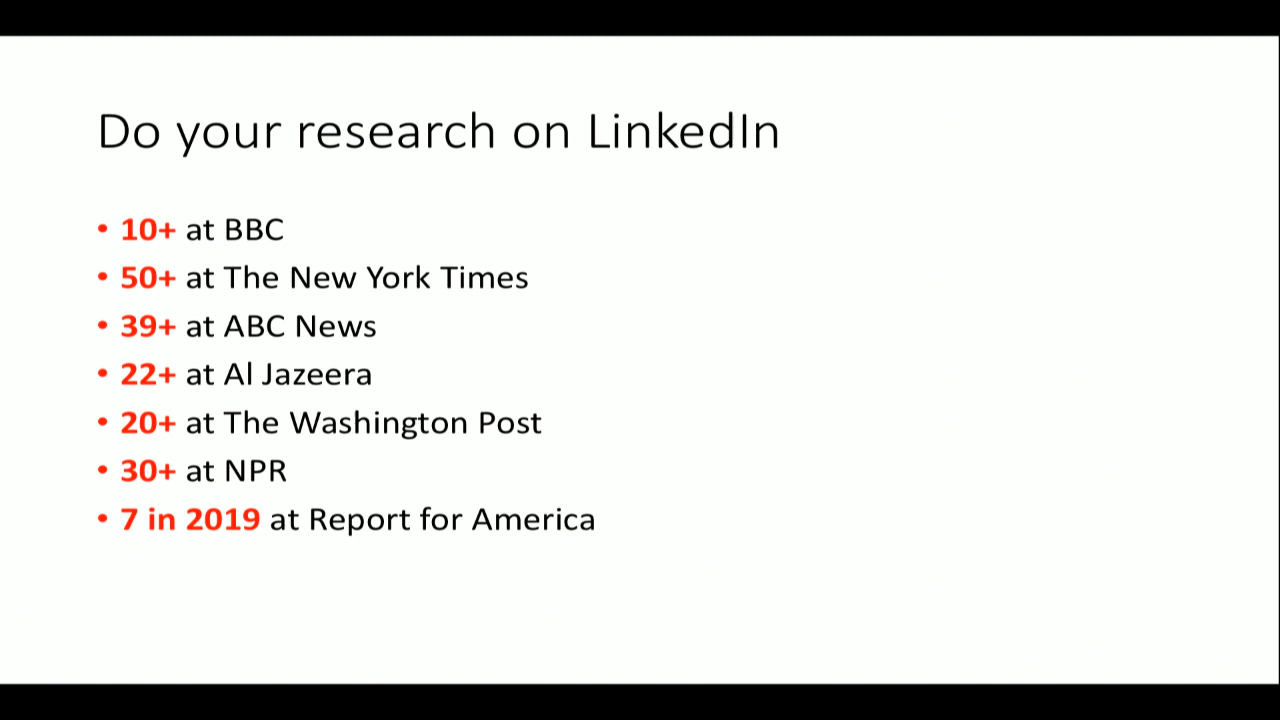 Do your research on LinkedIn
• 10+ at BBC
• 50+ at The New York Times
• 39+ at ABC News
• 22+ at Al Jazeera
• 20+ at The Washington Post
• 30+ at NPR
• 7 in 2019 at Report for America